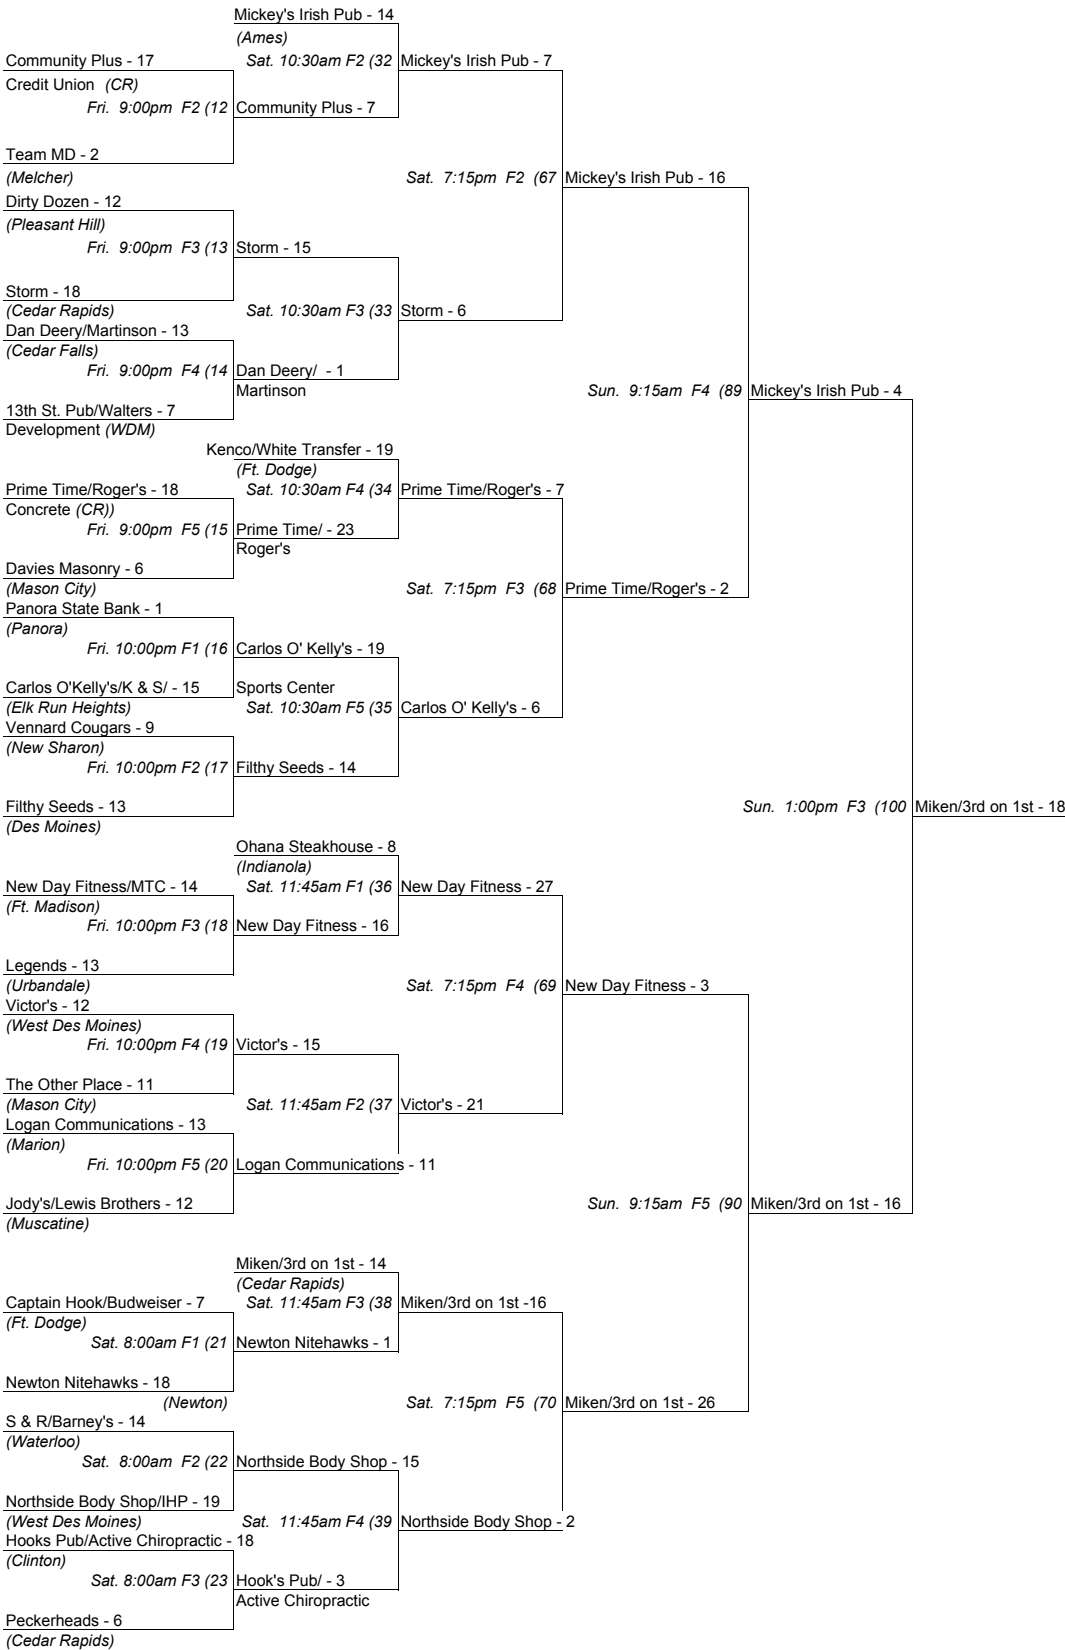 Mickey's Irish Pub - 14
(Ames)
Community Plus - 17
Sat. 10:30am F2 (32
Mickey's Irish Pub - 7
Credit Union (CR)
Fri. 9:00pm F2 (12
Community Plus - 7
Team MD - 2
(Melcher)
Sat. 7:15pm F2 (67
Mickey's Irish Pub - 16
Dirty Dozen - 12
(Pleasant Hill)
Fri. 9:00pm F3 (13
Storm - 15
Storm - 18
(Cedar Rapids)
Sat. 10:30am F3 (33
Storm - 6
Dan Deery/Martinson - 13
(Cedar Falls)
Fri. 9:00pm F4 (14
Dan Deery/ - 1
Martinson
Sun. 9:15am F4 (89
Mickey's Irish Pub - 4
13th St. Pub/Walters - 7
Development (WDM)
Kenco/White Transfer - 19
(Ft. Dodge)
Prime Time/Roger's - 18
Sat. 10:30am F4 (34
Prime Time/Roger's - 7
Concrete (CR))
Fri. 9:00pm F5 (15
Prime Time/ - 23
Roger's
Davies Masonry - 6
(Mason City)
Sat. 7:15pm F3 (68
Prime Time/Roger's - 2
Panora State Bank - 1
(Panora)
Fri. 10:00pm F1 (16
Carlos O' Kelly's - 19
Carlos O'Kelly's/K & S/ - 15
Sports Center
(Elk Run Heights)
Sat. 10:30am F5 (35
Carlos O' Kelly's - 6
Vennard Cougars - 9
(New Sharon)
Fri. 10:00pm F2 (17
Filthy Seeds - 14
Filthy Seeds - 13
(Des Moines)
Sun. 1:00pm F3 (100
Miken/3rd on 1st - 18
Ohana Steakhouse - 8
(Indianola)
New Day Fitness/MTC - 14
Sat. 11:45am F1 (36
New Day Fitness - 27
(Ft. Madison)
Fri. 10:00pm F3 (18
New Day Fitness - 16
Legends - 13
(Urbandale)
Sat. 7:15pm F4 (69
New Day Fitness - 3
Victor's - 12
(West Des Moines)
Fri. 10:00pm F4 (19
Victor's - 15
The Other Place - 11
(Mason City)
Sat. 11:45am F2 (37
Victor's - 21
Logan Communications - 13
(Marion)
Fri. 10:00pm F5 (20
Logan Communications - 11
Jody's/Lewis Brothers - 12
(Muscatine)
Sun. 9:15am F5 (90
Miken/3rd on 1st - 16
Miken/3rd on 1st - 14
(Cedar Rapids)
Captain Hook/Budweiser - 7
Sat. 11:45am F3 (38
Miken/3rd on 1st -16
(Ft. Dodge)
Sat. 8:00am F1 (21
Newton Nitehawks - 1
Newton Nitehawks - 18
(Newton)
Sat. 7:15pm F5 (70
Miken/3rd on 1st - 26
S & R/Barney's - 14
(Waterloo)
Sat. 8:00am F2 (22
Northside Body Shop - 15
Northside Body Shop/IHP - 19
(West Des Moines)
Sat. 11:45am F4 (39
Northside Body Shop - 2
Hooks Pub/Active Chiropractic - 18
(Clinton)
Sat. 8:00am F3 (23
Hook's Pub/ - 3
Active Chiropractic
Peckerheads - 6
(Cedar Rapids)